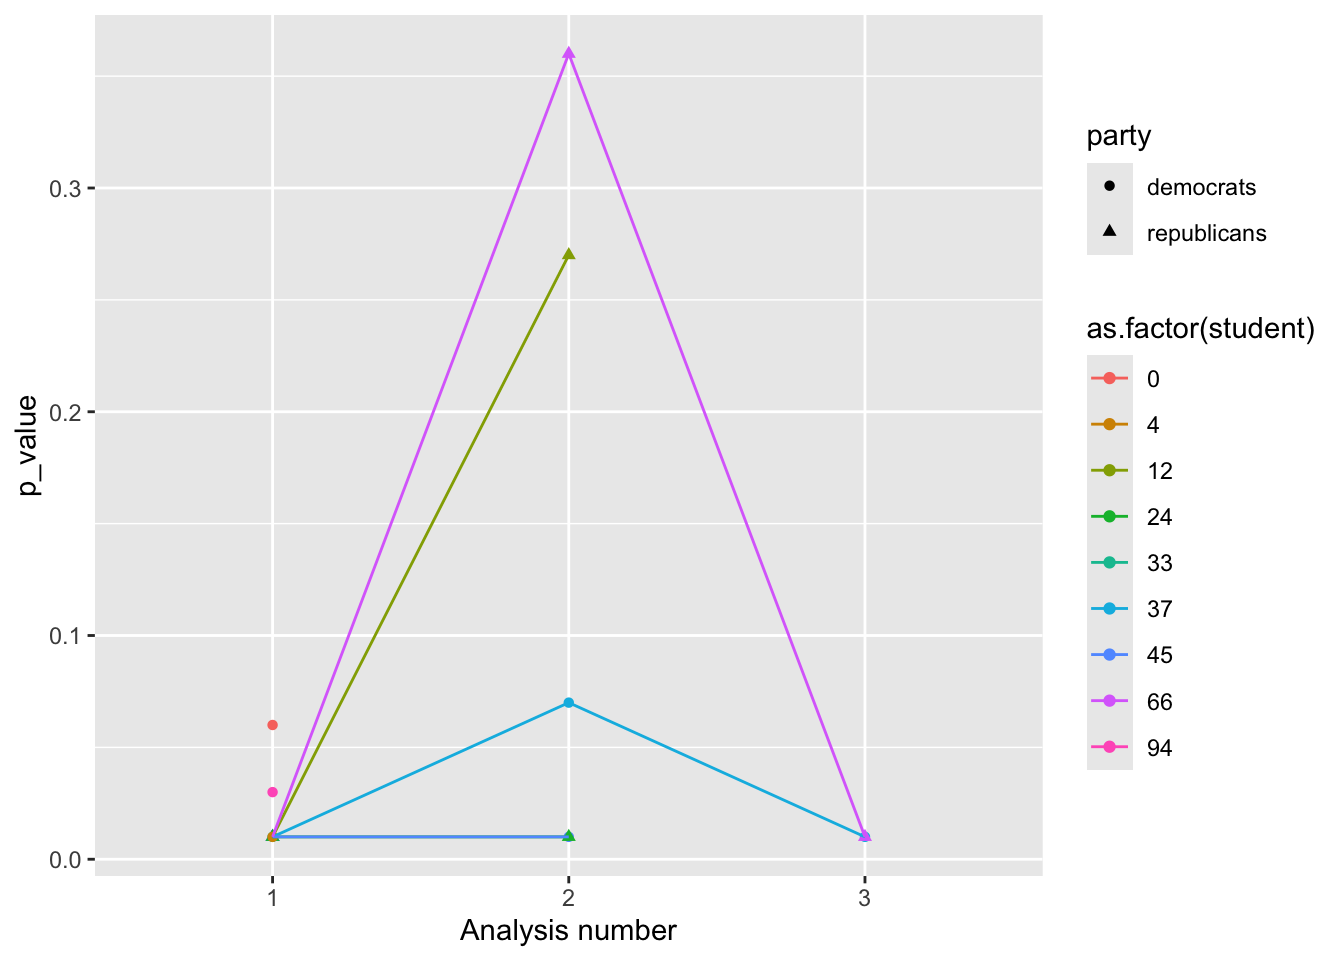 p_value
0.3
0.2
0.1
0.0
1 2 3
Analysis number
party
democrats
republicans
as.factor(student)
0
4
12
24
33
37
45
66
94